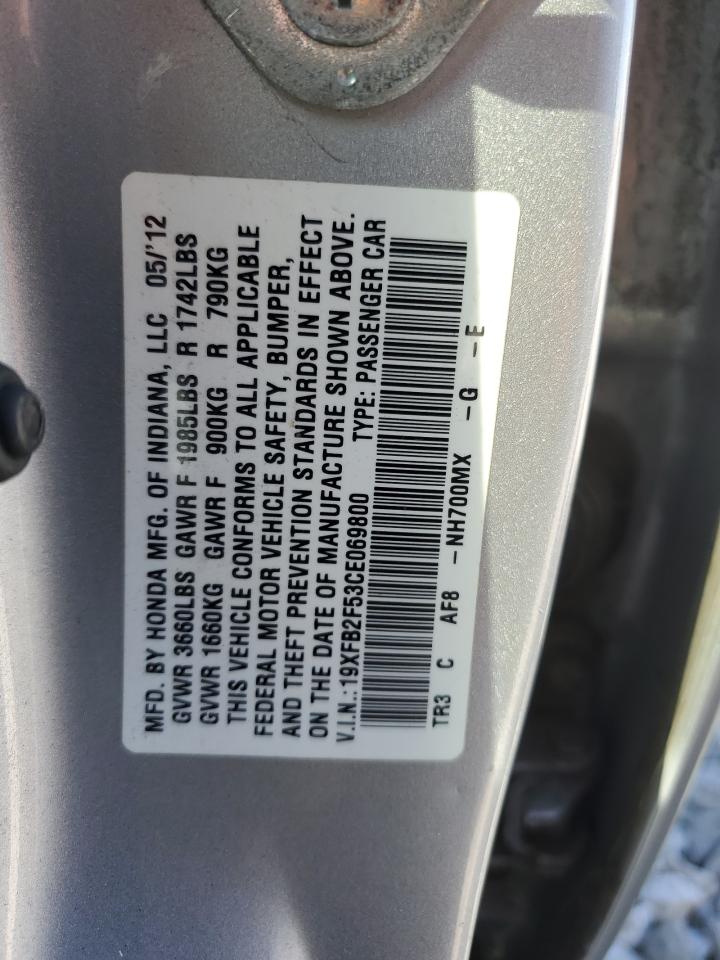 MFD. BY HONDA MFG. OF INDIANA, LLC 05/'12
GVWR 3660LBS GAWR F 1985LBS R 1742LBS
GVWR 1660KG GAWR F 900KG R 790KG
THIS VEHICLE CONFORMS TO ALL APPLICABLE
FEDERAL MOTOR VEHICLE SAFETY, BUMPER,
AND THEFT PREVENTION STANDARDS IN EFFECT
ON THE DATE OF MANUFACTURE SHOWN ABOVE.
V.I.N.:19XFB2F53CE069800 TYPE: PASSENGER CAR
TR3 C AF8 -NH700MX -G -E